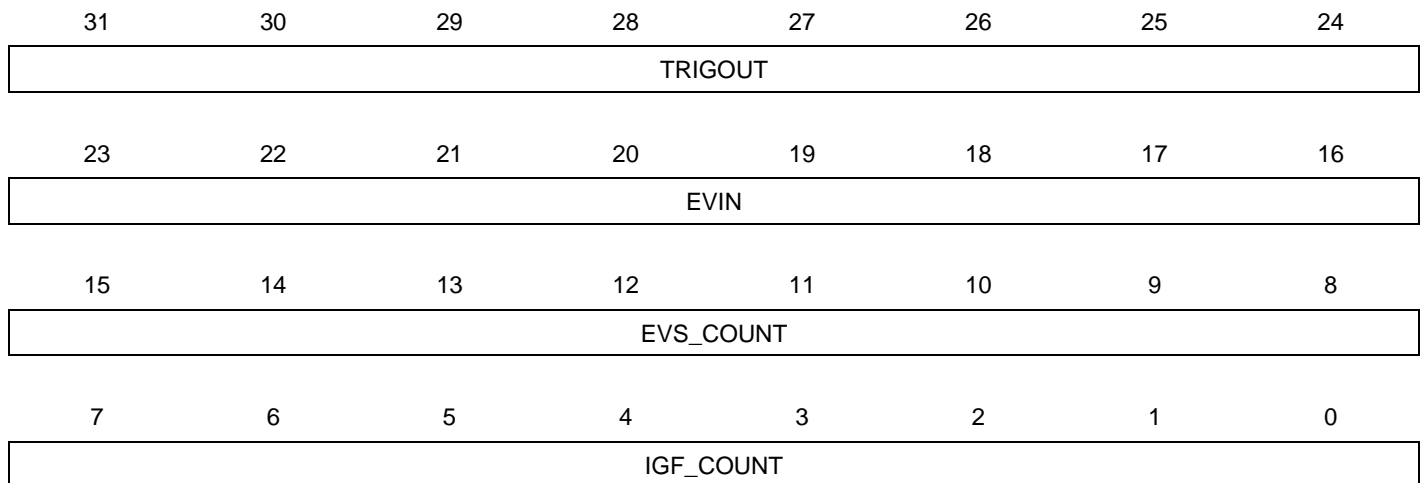 31 30 29 28 27 26 25 24
TRIGOUT
23 22 21 20 19 18 17 16
EVIN
15 14 13 12 11 10 9 8
EVS_COUNT
7 6 5 4 3 2 1 0
IGF_COUNT